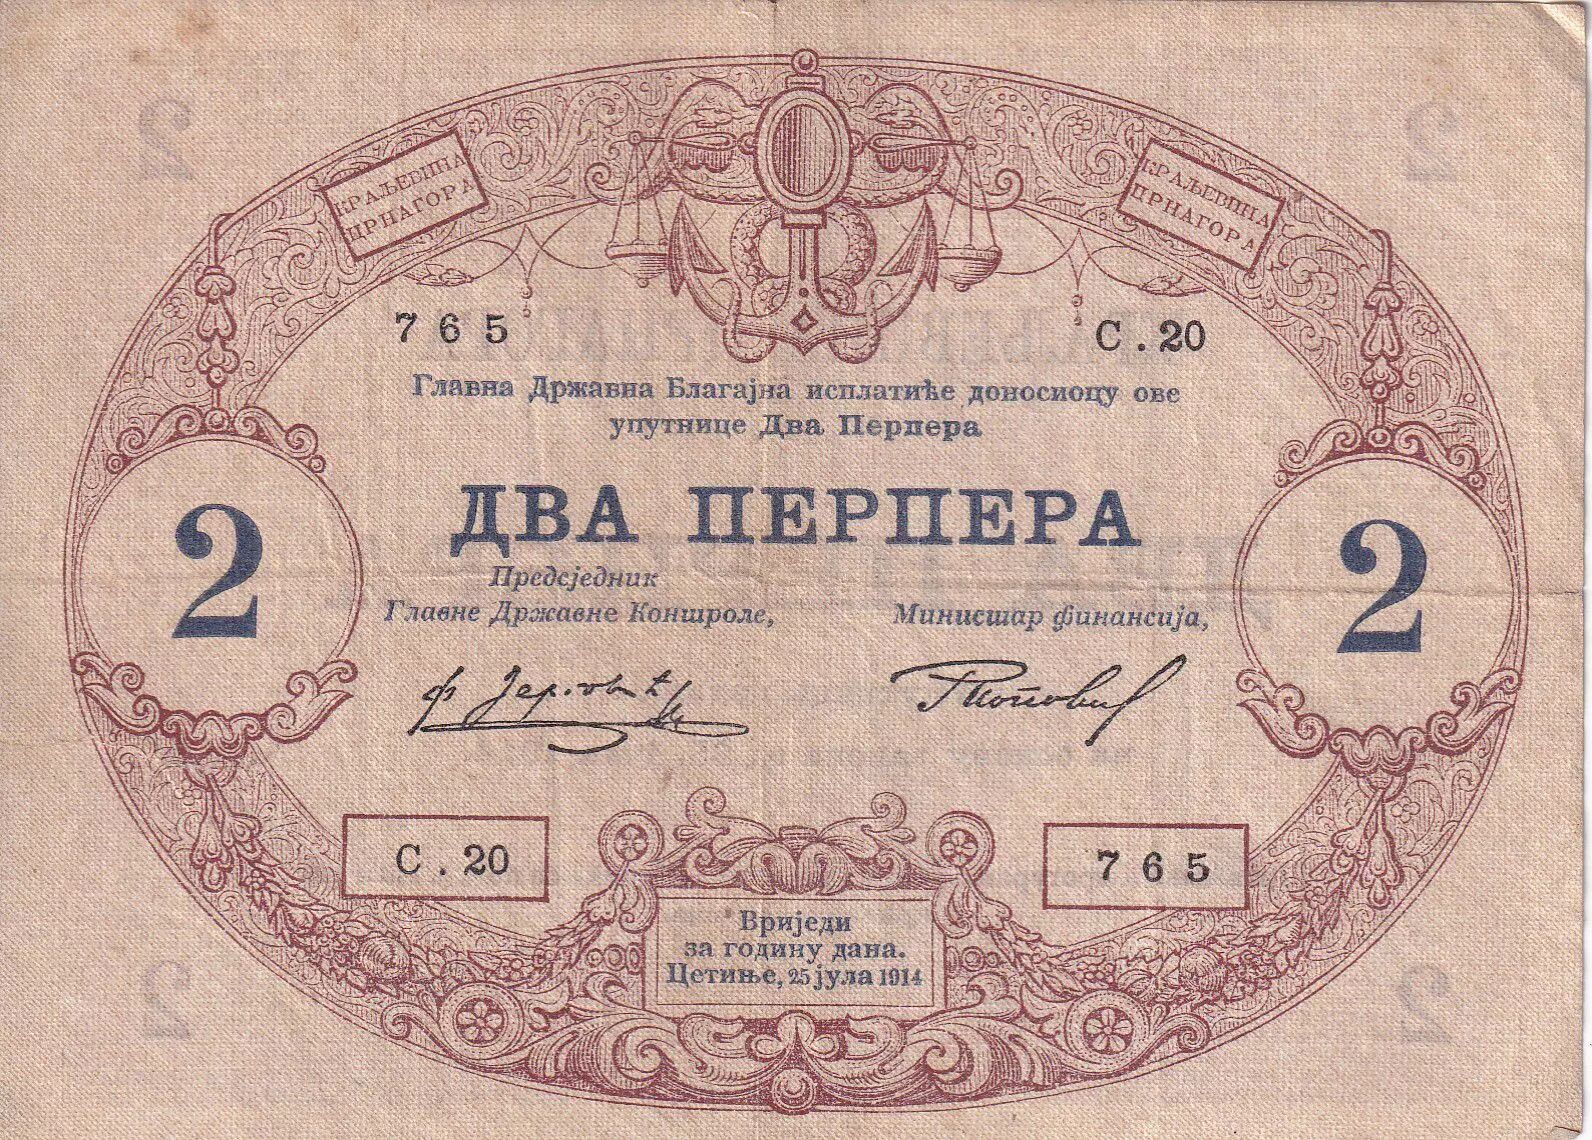 КРАЉЕВИНА
ЦРНАГОРА
КРАЉЕВИНА
ЦРНАГОРА
765
С. 20
Главна Државна Благајна исплатиће доносиоцу ове
упутнице Два Перпера
ДВА ПЕРПЕРА
2
2
Предсједник
Главне Државне Контроле,
Министар финансија,
С. 20
765
Вриједи
за годину дана.
Цетиње, 25 јула 1914